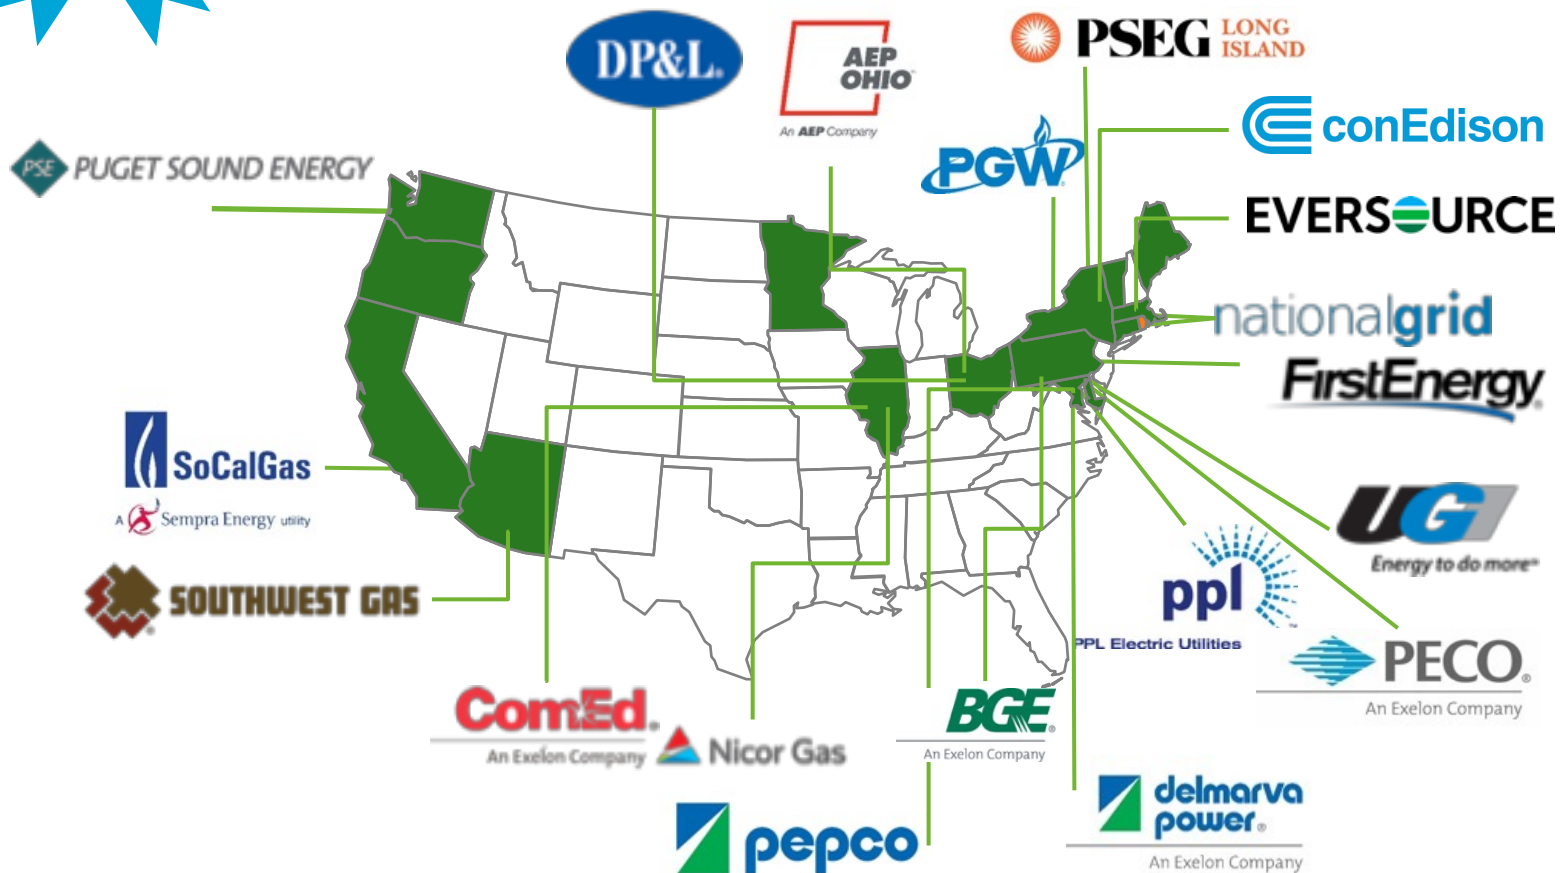 DP&L.
AEP
OHIO
An AEP Company
PSEG LONG
ISLAND
conEdison
PGW
PSE PUGET SOUND ENERGY
EVERSOURCE
nationalgrid
FirstEnergy
SoCalGas
A Sempra Energy utility
UGI
Energy to do more
SOUTHWEST GAS
ppl
PPL Electric Utilities
PECO
An Exelon Company
ComEd
An Exelon Company
Nicor Gas
BGE
An Exelon Company
pepco
delmarva
power
An Exelon Company